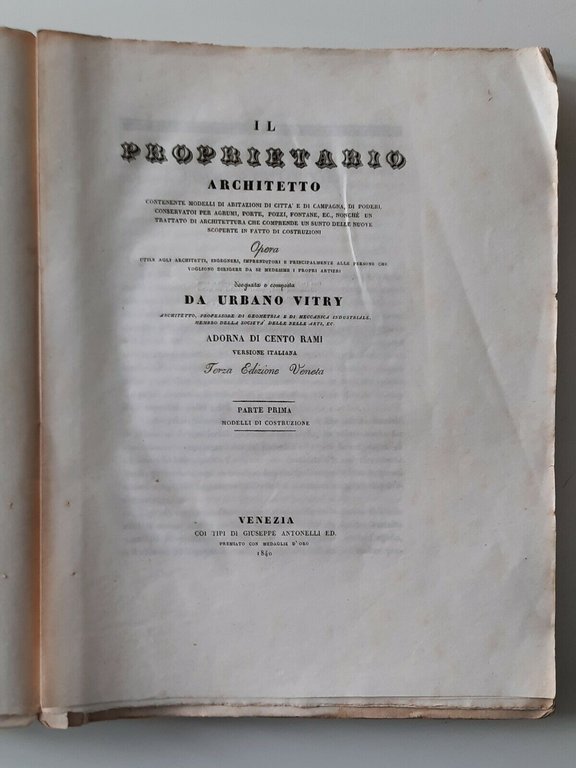 IL
PROPRIETARIO
ARCHITETTO
CONTENENTE MODELLI DI ABITAZIONI DI CITTA' E DI CAMPAGNA, DI PODERI,
CONSERVATOI PER AGRUMI, PORTE, POZZI, FONTANE, EC., NONCHÈ UN
TRATTATO DI ARCHITETTURA CHE COMPRENDE UN SUNTO DELLE NUOVE
SCOPERTE IN FATTO DI COSTRUZIONI
Opera
UTILE AGLI ARCHITETTI, INGEGNERI, IMPRENDITORI E PRINCIPALMENTE ALLE PERSONE CHE
VOGLIONO DIRIGERE DA SE MEDESIME I PROPRI ARTIERI
disegnata e composta
DA URBANO VITRY
ARCHITETTO, PROFESSORE DI GEOMETRIA E DI MECCANICA INDUSTRIALE,
MEMBRO DELLA SOCIETÀ DELLE BELLE ARTI, EC.
ADORNA DI CENTO RAMI
VERSIONE ITALIANA
Terza Edizione Veneta
PARTE PRIMA
MODELLI DI COSTRUZIONE
VENEZIA
COI TIPI DI GIUSEPPE ANTONELLI ED.
PREMIATO CON MEDAGLIE D'ORO
1840